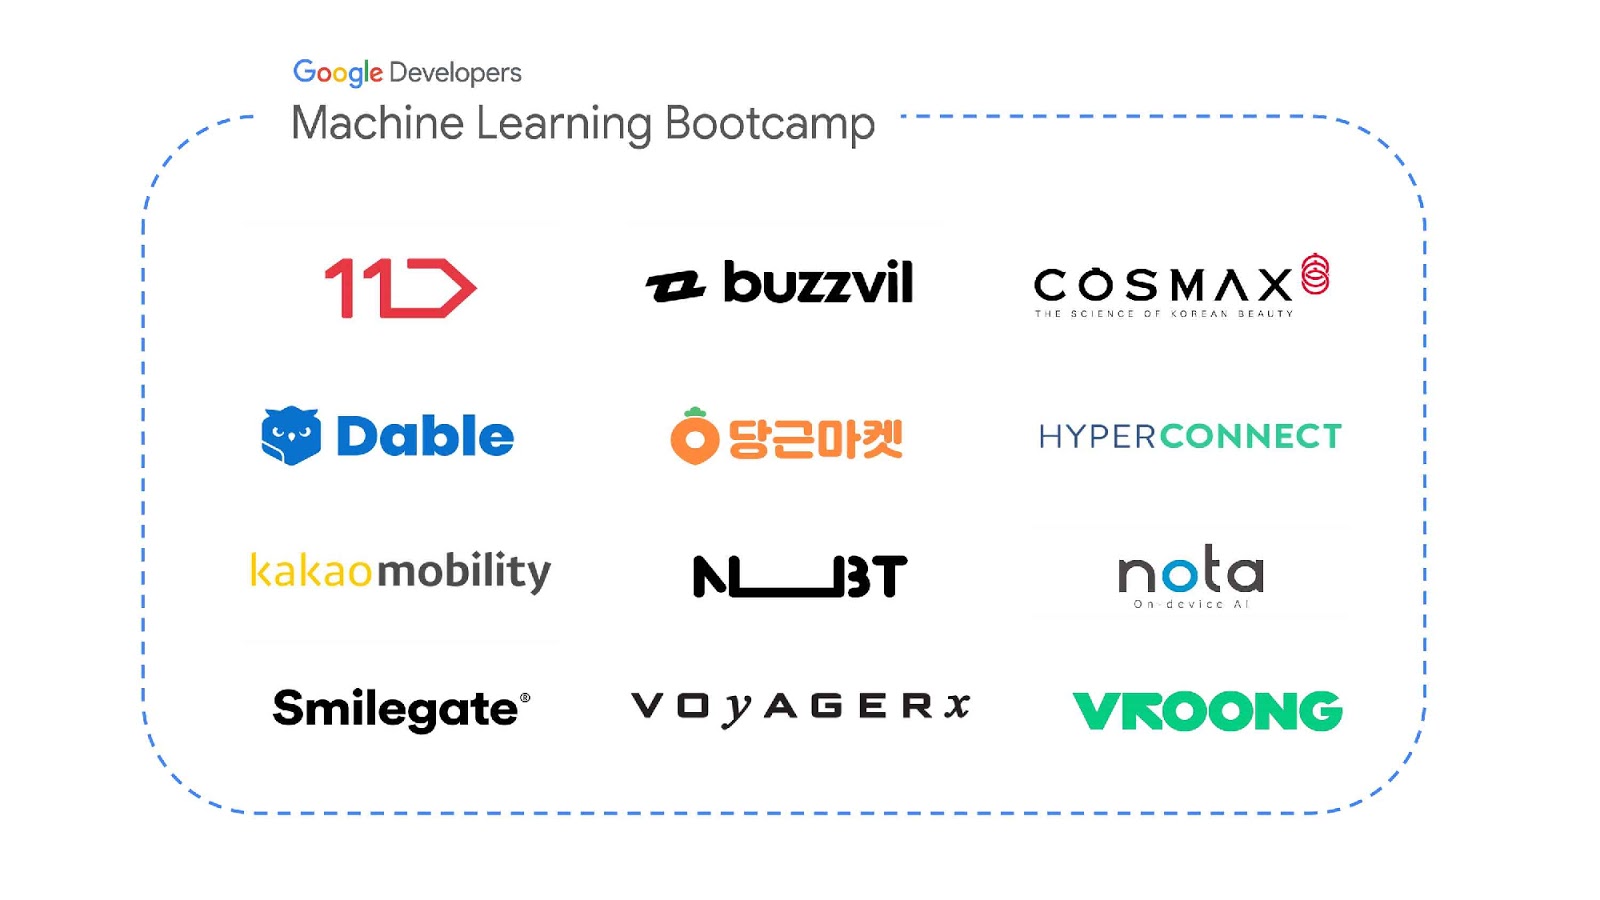 Google Developers
Machine Learning Bootcamp
11
buzzvil
COSMAX
THE SCIENCE OF KOREAN BEAUTY
Dable
당근마켓
HYPERCONNECT
kakaomobility
NBT
nota
On-device AI
Smilegate®
VOyAGERx
VROONG